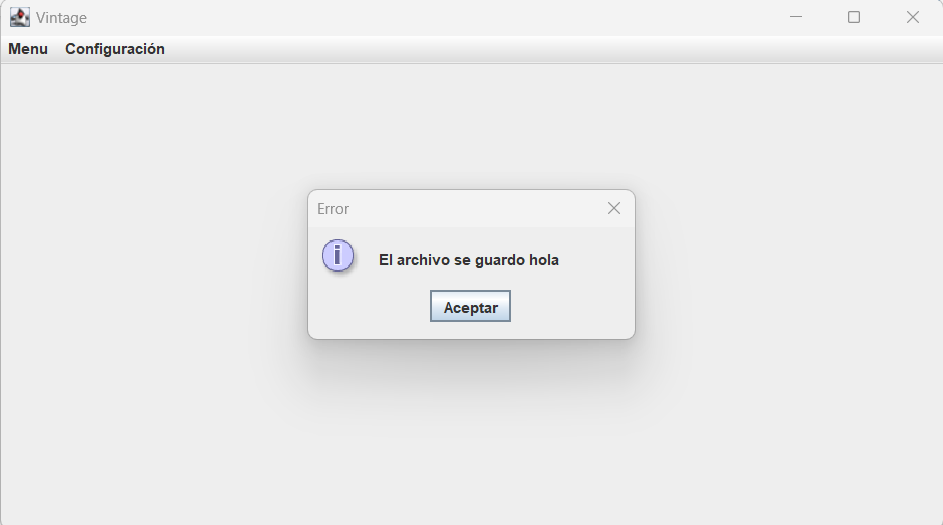 Vintage
Menu Configuración
Error
i
El archivo se guardo hola
Aceptar